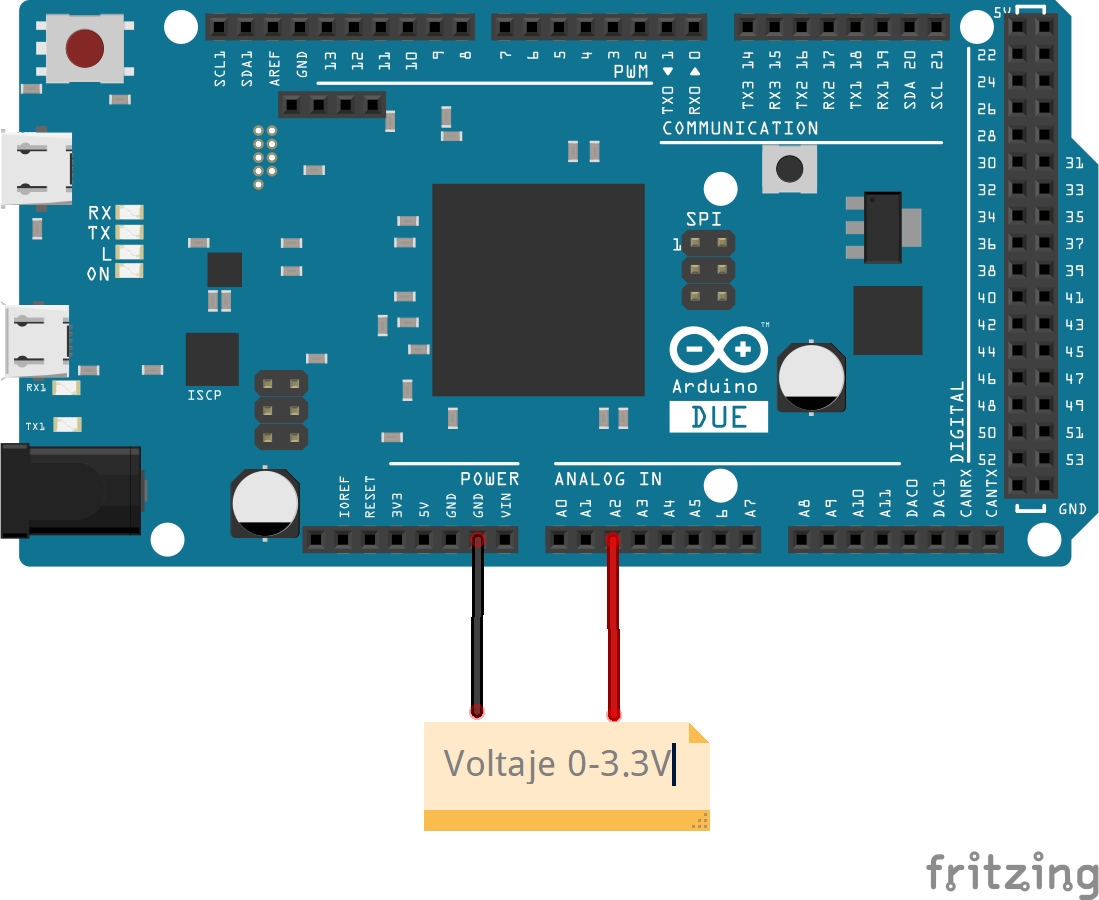 5V
SCL1 SDA1 AREF GND 13 12 11 10 9 8
7 6 5 4 3 2 1 0
PWM
TX0 RX0
TX3 14 RX3 15 TX2 16 RX2 17 TX1 18 RX1 19 SDA 20 SCL 21
COMMUNICATION
22
24
26
28
30 31
32 33
34 35
36 37
38 39
40 41
42 43
44 45
46 47
48 49
50 51
52 53
GND
DIGITAL
RX
TX
L
ON
SPI
1
ISCP
RX1
TX1
TM
Arduino
DUE
POWER
ANALOG IN
IOREF RESET 3V3 5V GND GND VIN
A0 A1 A2 A3 A4 A5 6 A7
A8 A9 A10 A11 DAC0 DAC1 CANRX CANTX
Voltaje 0-3.3V
fritzing